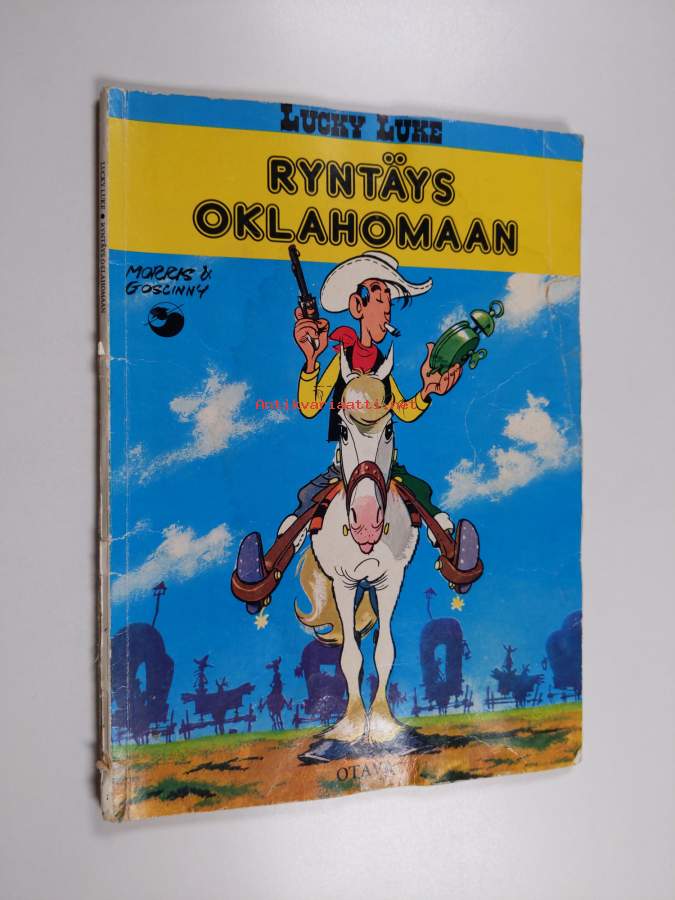 LUCKY LUKE
RYNTÄYS
OKLAHOMAAN
MORRIS &
GOSCINNY
LUCKY LUKE ● RYNTÄYS OKLAHOMAAN
Antikvariaatti.net
OTAVA